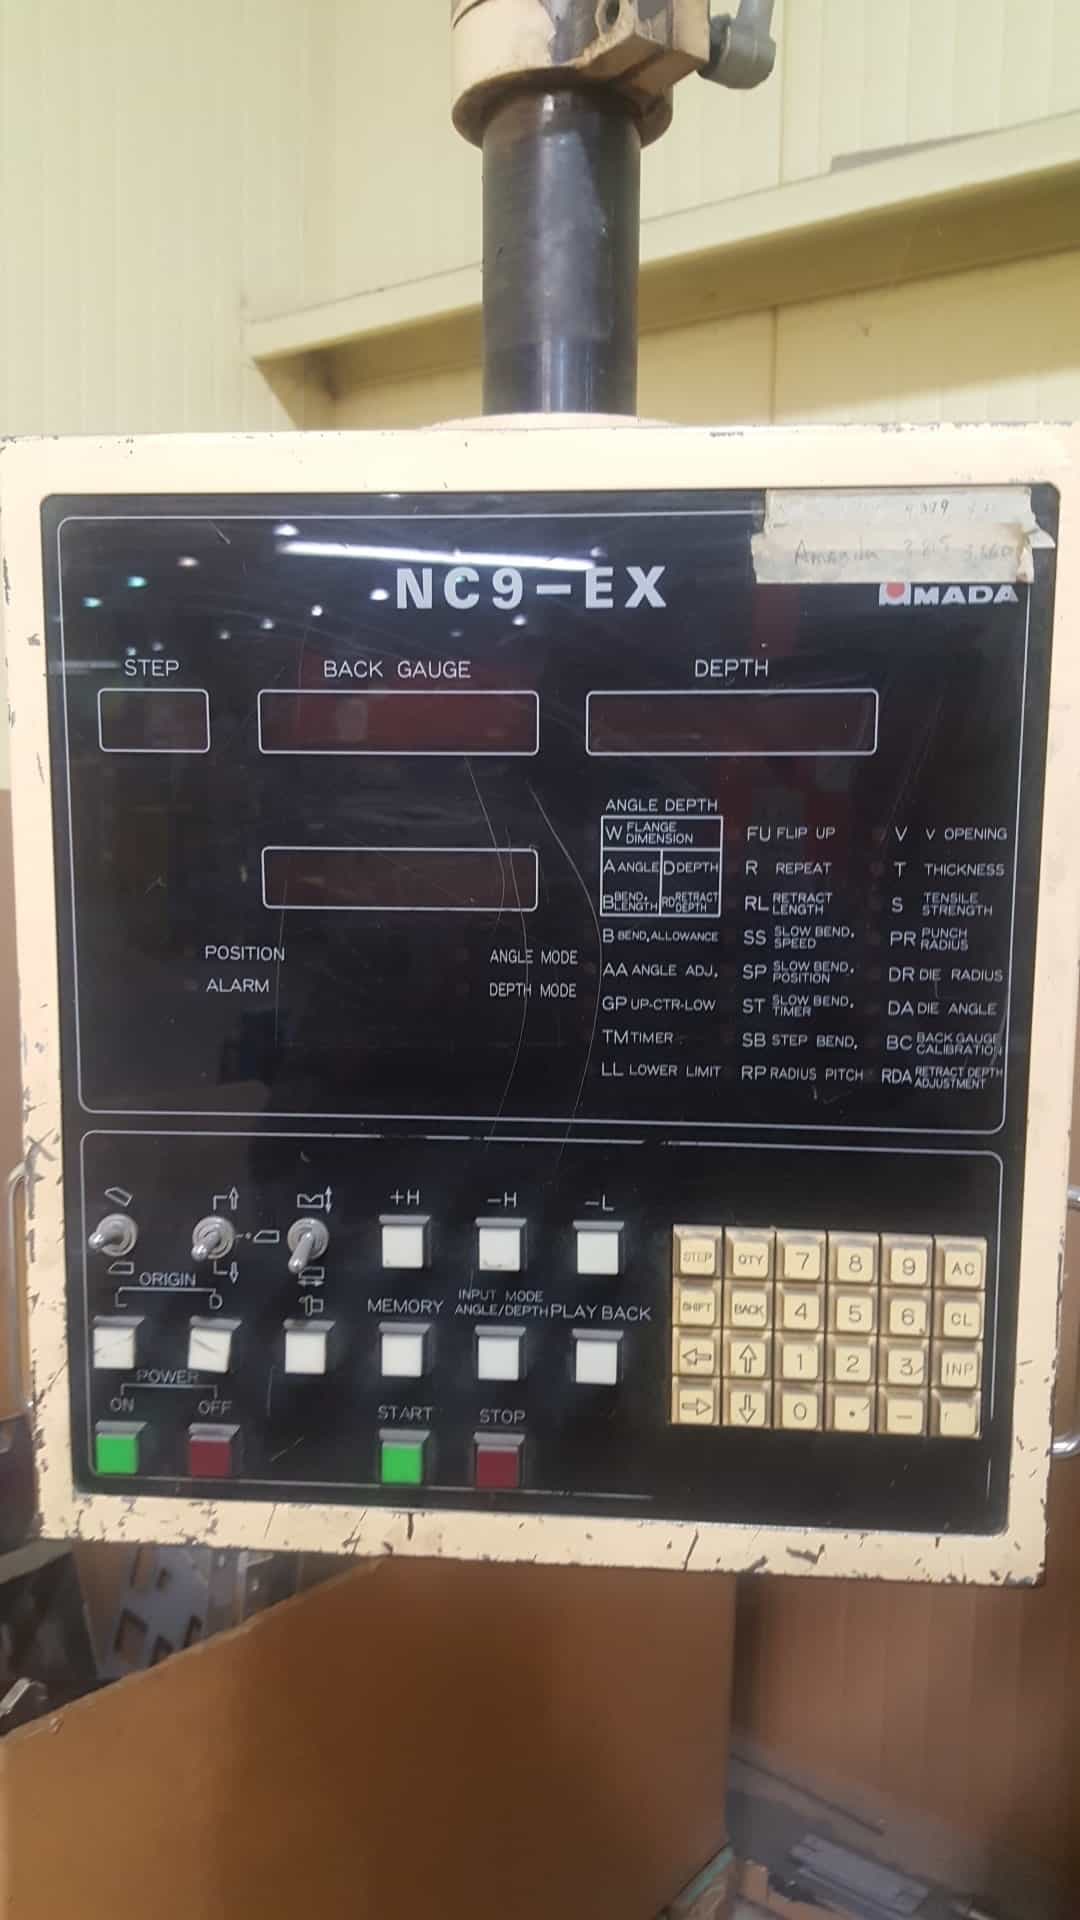 NC9-EX
AMADA
STEP BACK GAUGE DEPTH
POSITION
ALARM
ANGLE MODE
DEPTH MODE
ANGLE DEPTH
W FLANGE DIMENSION
A ANGLE D DEPTH
B BEND. LENGTH RD RETRACT DEPTH
B BEND, ALLOWANCE
AA ANGLE ADJ,
GP UP-CTR-LOW
TM TIMER
LL LOWER LIMIT
FU FLIP UP
R REPEAT
RL RETRACT LENGTH
SS SLOW BEND, SPEED
SP SLOW BEND, POSITION
ST SLOW BEND, TIMER
SB STEP BEND,
RP RADIUS PITCH
V V OPENING
T THICKNESS
S TENSILE STRENGTH
PR PUNCH RADIUS
DR DIE RADIUS
DA DIE ANGLE
BC BACK GAUGE CALIBRATION
RDA RETRACT DEPTH ADJUSTMENT
+H -H -L
ORIGIN
L D
MEMORY INPUT MODE ANGLE/DEPTH PLAY BACK
POWER
ON OFF
START STOP
STEP QTY 7 8 9 AC
SHIFT BACK 4 5 6 CL
← ↑ 1 2 3 INP
→ ↓ 0 . -